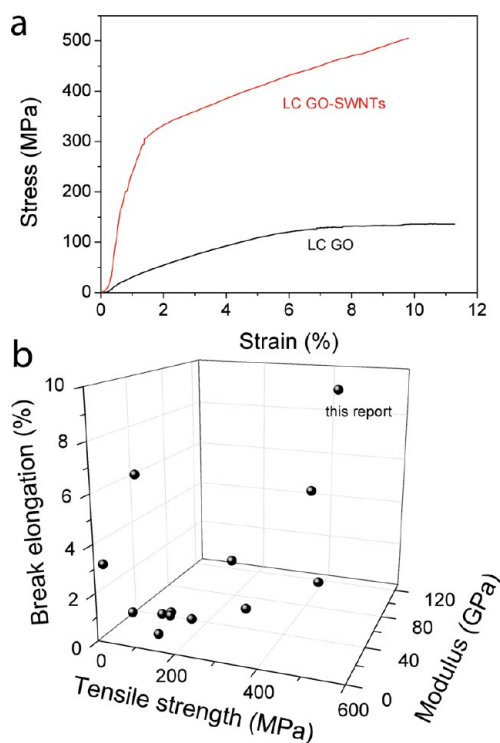 a
500
400
300
200
100
0
Stress (MPa)
LC GO-SWNTs
LC GO
0 2 4 6 8 10 12
Strain (%)
b
10
8
6
4
2
0
Break elongation (%)
this report
0 200 400 600
Tensile strength (MPa)
120
80
40
0
Modulus (GPa)